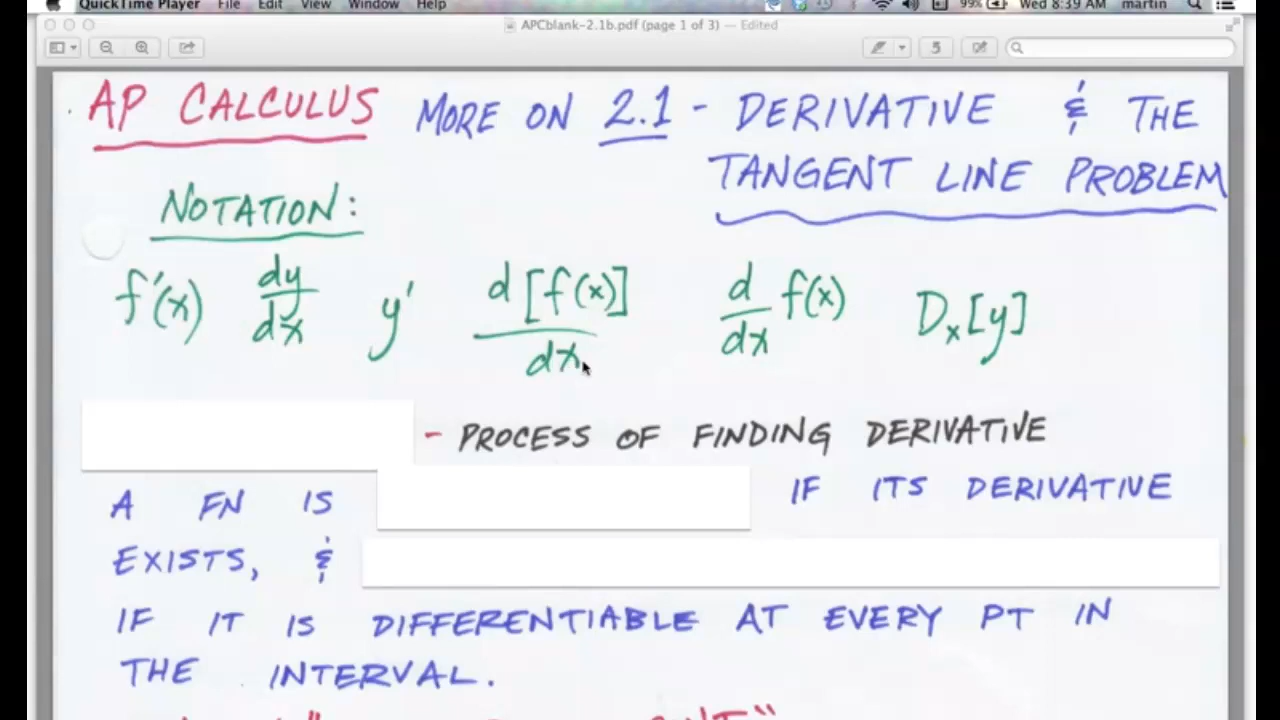 QuickTime Player File Edit View Window Help 99% Wed 8:39 AM martin
APCblank-2.1b.pdf (page 1 of 3) — Edited
AP CALCULUS MORE ON 2.1 - DERIVATIVE & THE
TANGENT LINE PROBLEM
NOTATION:
f'(x) dy/dx y' d[f(x)]/dx d/dx f(x) Dx[y]
- PROCESS OF FINDING DERIVATIVE
A FN IS IF ITS DERIVATIVE
EXISTS, &
IF IT IS DIFFERENTIABLE AT EVERY PT IN
THE INTERVAL.